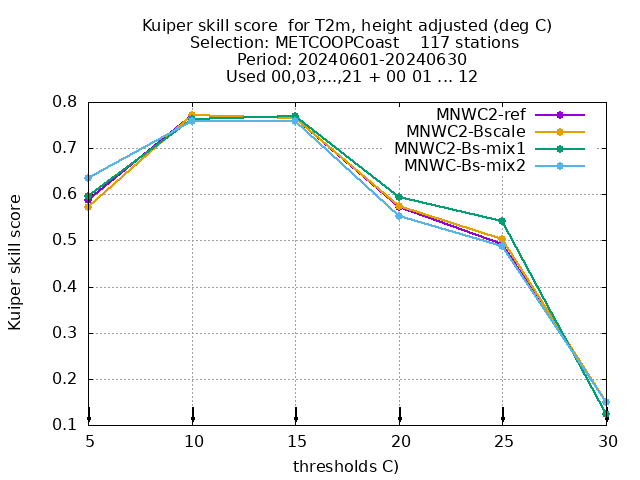 Kuiper skill score  for T2m, height adjusted (deg C)
Selection: METCOOPCoast    117 stations
Period: 20240601-20240630
Used 00,03,...,21 + 00 01 ... 12
MNWC2-ref
MNWC2-Bscale
MNWC2-Bs-mix1
MNWC-Bs-mix2
Kuiper skill score
0.8
0.7
0.6
0.5
0.4
0.3
0.2
0.1
5 10 15 20 25 30
thresholds C)